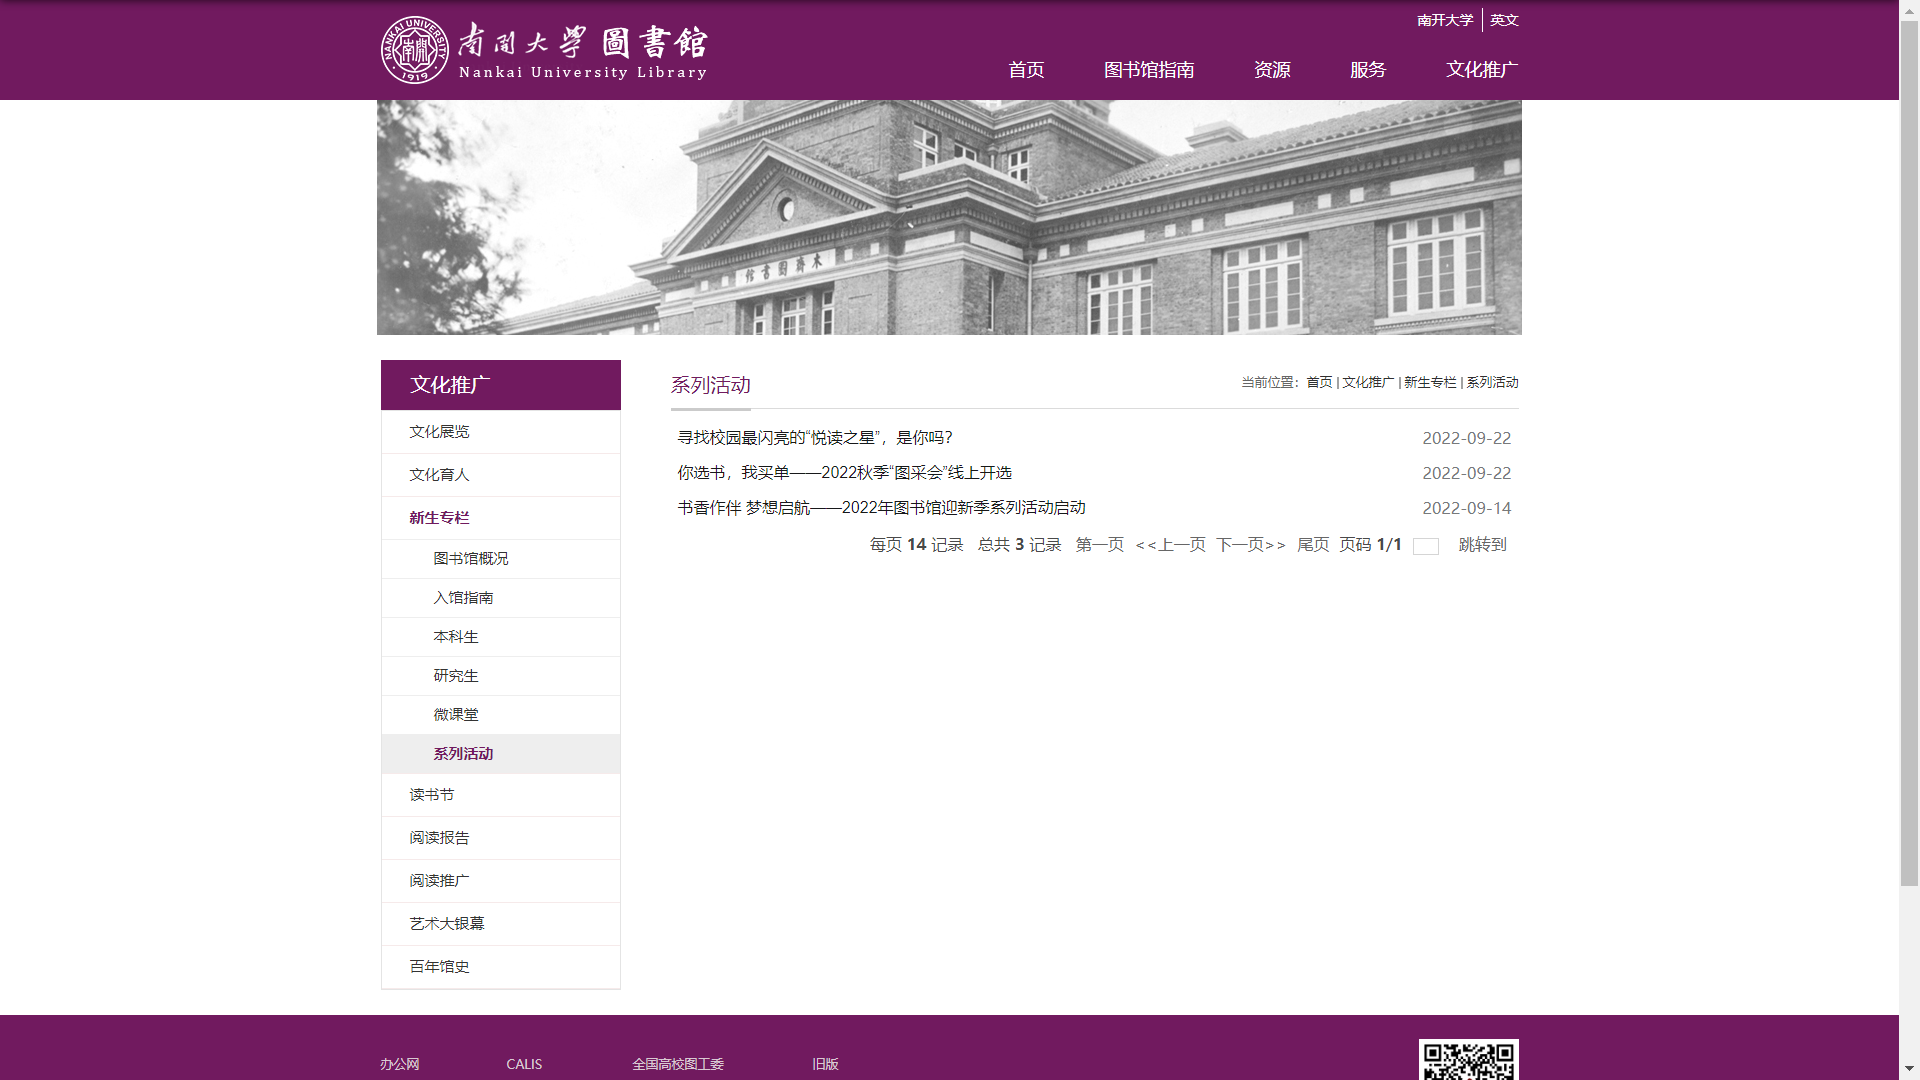 南开大学 英文
南開大學 圖書館
Nankai University Library
NANKAI UNIVERSITY
1919
首页 图书馆指南 资源 服务 文化推广
木齋圖書館
文化推广
文化展览
文化育人
新生专栏
图书馆概况
入馆指南
本科生
研究生
微课堂
系列活动
读书节
阅读报告
阅读推广
艺术大银幕
百年馆史
系列活动
当前位置：首页 | 文化推广 | 新生专栏 | 系列活动
寻找校园最闪亮的“悦读之星”，是你吗？ 2022-09-22
你选书，我买单——2022秋季“图采会”线上开选 2022-09-22
书香作伴 梦想启航——2022年图书馆迎新季系列活动启动 2022-09-14
每页 14 记录 总共 3 记录 第一页 <<上一页 下一页>> 尾页 页码 1/1 跳转到
办公网 CALIS 全国高校图工委 旧版